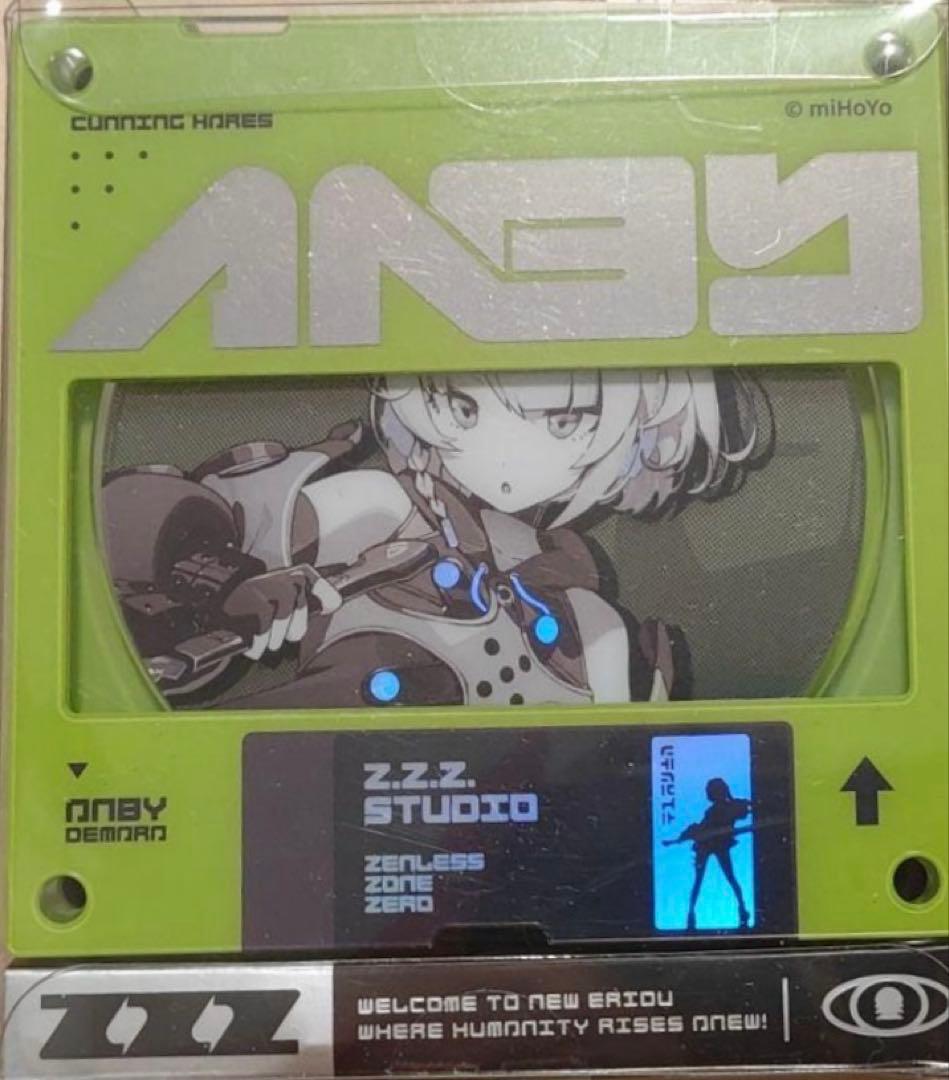 CUNNING HARES
© miHoYo
ANBY
ANBY
DEMARA
Z.Z.Z.
STUDIO
ZENLESS
ZONE
ZERO
ZZZ
WELCOME TO NEW ERIDU
WHERE HUMANITY RISES ANEW!